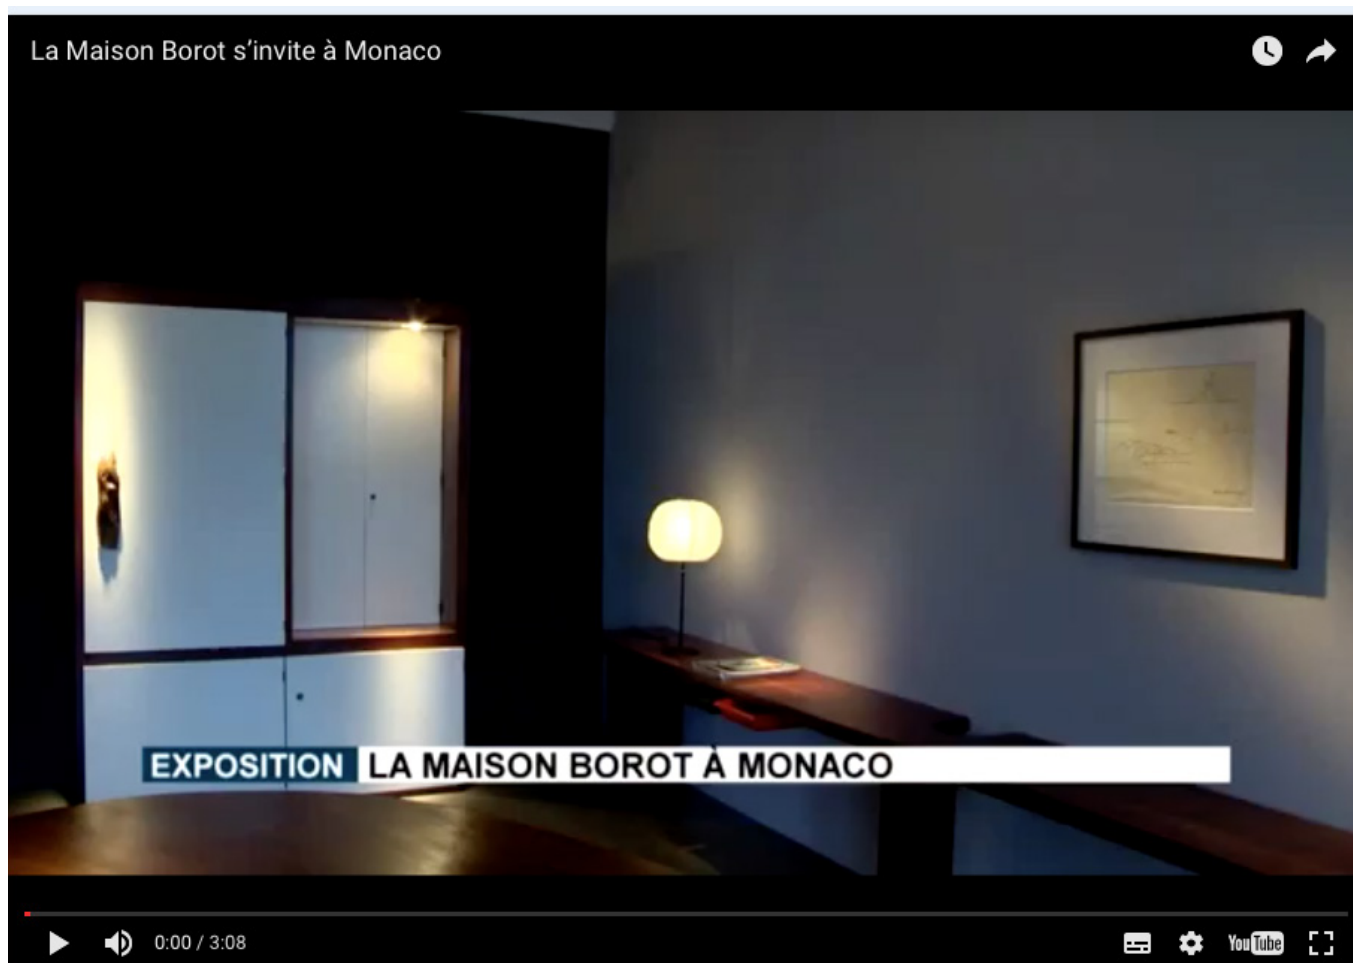 La Maison Borot s’invite à Monaco
EXPOSITION LA MAISON BOROT À MONACO
0:00 / 3:08
YouTube